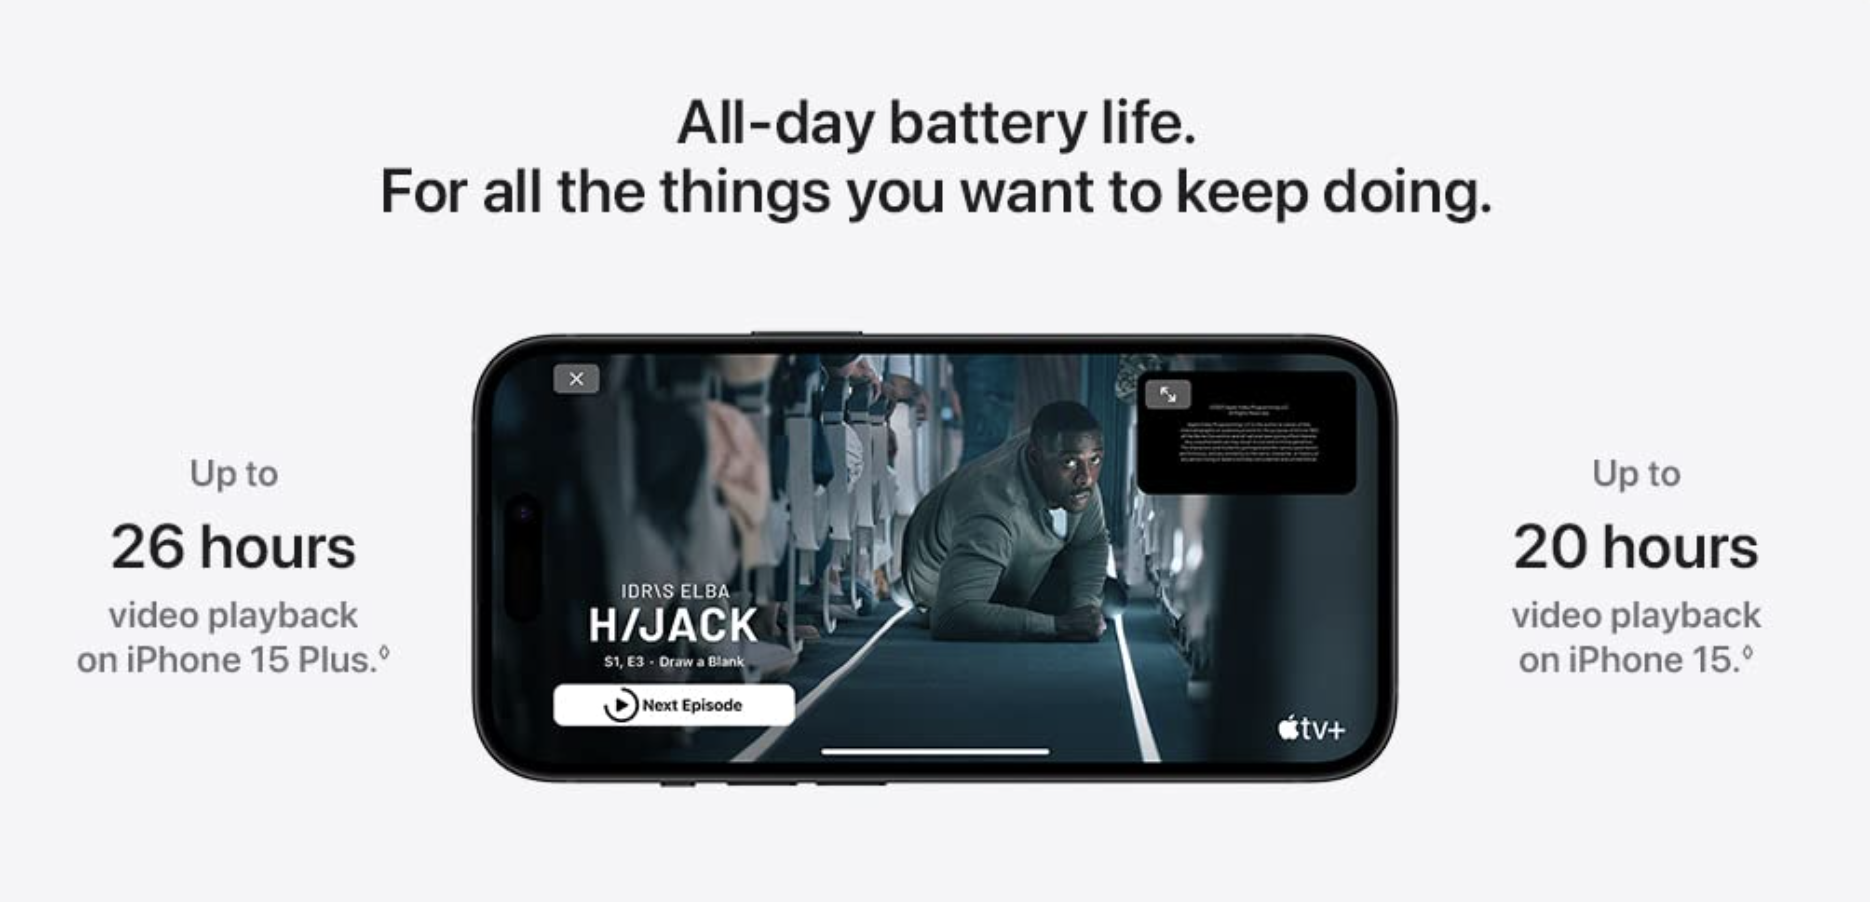 All-day battery life.
For all the things you want to keep doing.
Up to
26 hours
video playback
on iPhone 15 Plus.◊
IDR\S ELBA
H/JACK
S1, E3 · Draw a Blank
Next Episode
tv+
Up to
20 hours
video playback
on iPhone 15.◊